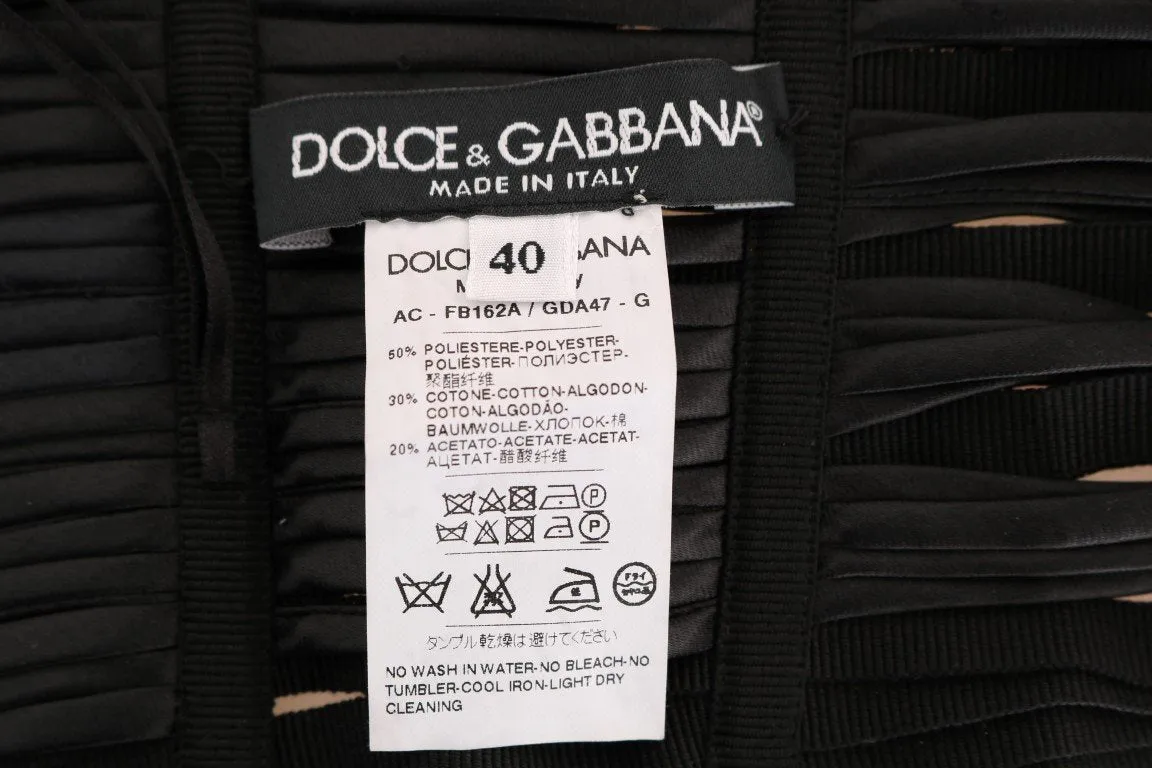 DOLCE & GABBANA®
MADE IN ITALY
40
AC - FB162A / GDA47 - G
50% POLIESTERE-POLYESTER-
POLIÉSTER-ПОЛИЭСТЕР-
聚酯纤维
30% COTONE-COTTON-ALGODON-
COTON-ALGODÃO-
BAUMWOLLE-ХЛОПОК-棉
20% ACETATO-ACETATE-ACETAT-
АЦЕТАТ-醋酸纤维
P
P
ドライ
タンブル乾燥は避けてください
NO WASH IN WATER-NO BLEACH-NO
TUMBLER-COOL IRON-LIGHT DRY
CLEANING